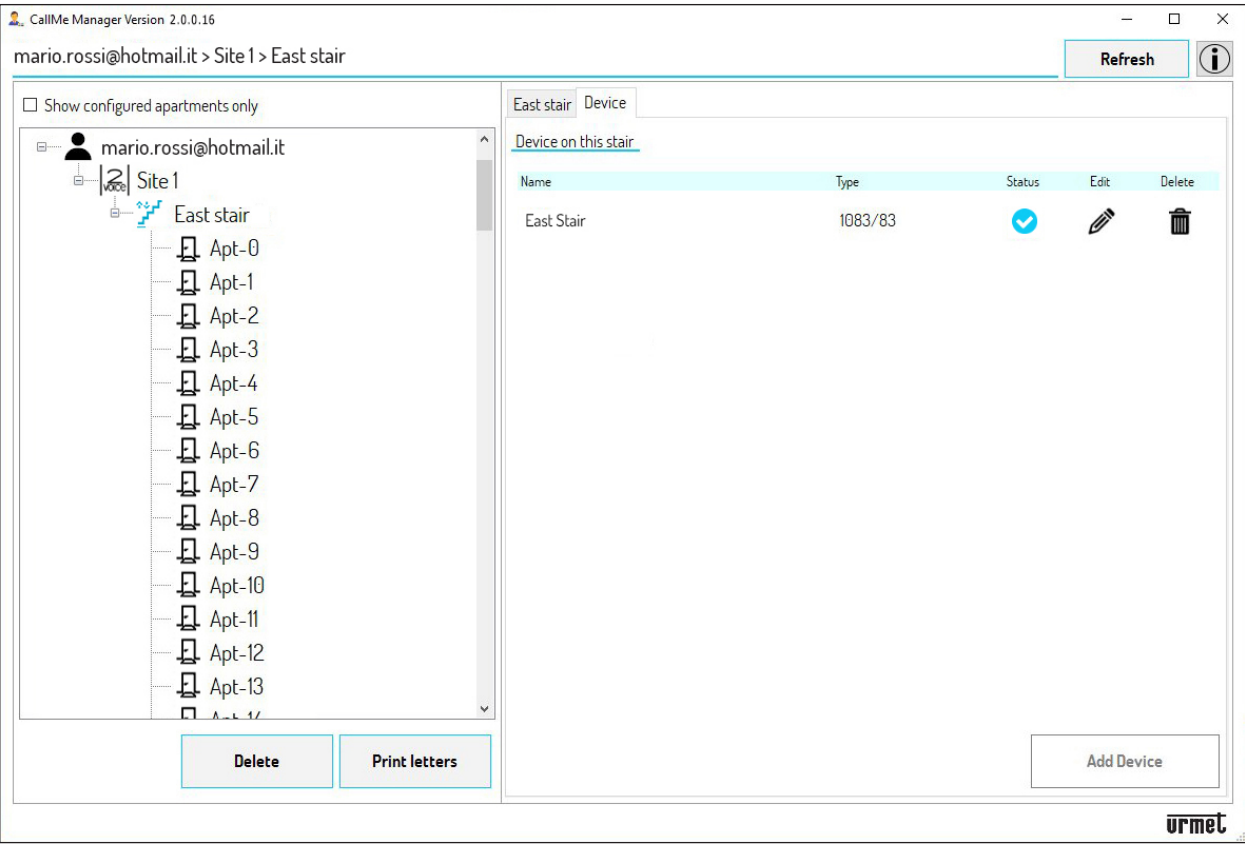 CallMe Manager Version 2.0.0.16
mario.rossi@hotmail.it > Site 1 > East stair
Refresh
Show configured apartments only
mario.rossi@hotmail.it
2 VOICE Site 1
East stair
Apt-0
Apt-1
Apt-2
Apt-3
Apt-4
Apt-5
Apt-6
Apt-7
Apt-8
Apt-9
Apt-10
Apt-11
Apt-12
Apt-13
Apt-14
Delete
Print letters
East stair Device
Device on this stair
Name Type Status Edit Delete
East Stair 1083/83
Add Device
urmet